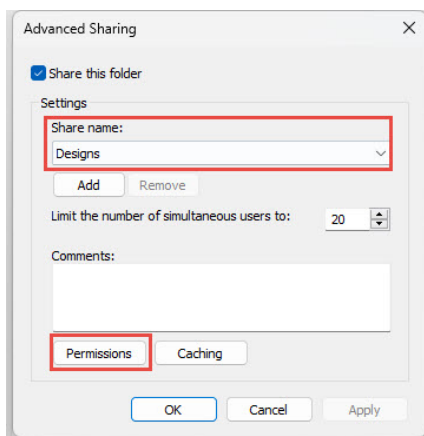 Advanced Sharing
Share this folder
Settings
Share name:
Designs
Add Remove
Limit the number of simultaneous users to: 20
Comments:
Permissions Caching
OK Cancel Apply